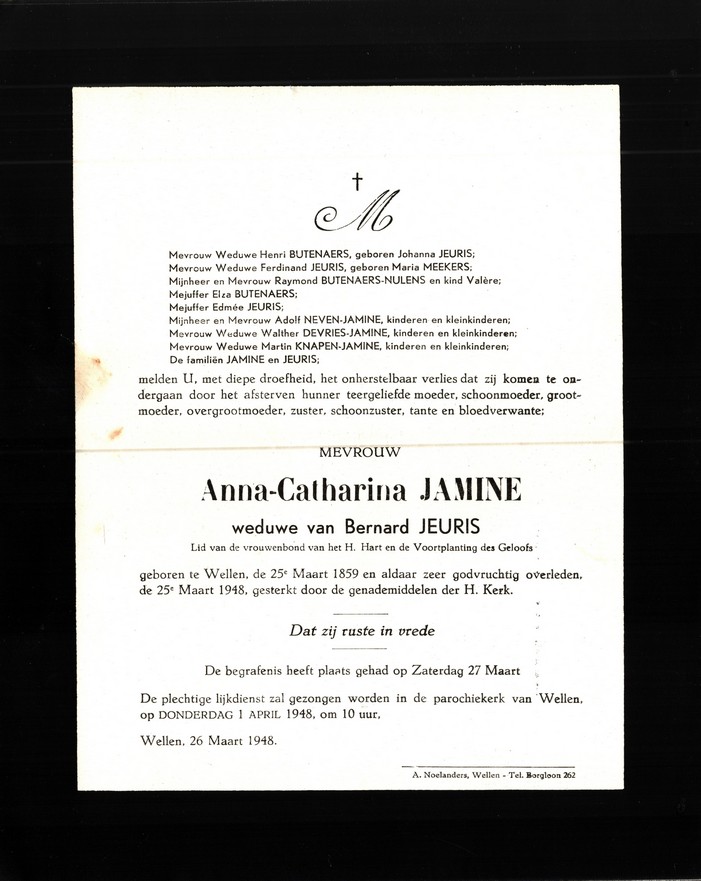 †
M
Mevrouw Weduwe Henri BUTENAERS, geboren Johanna JEURIS;
Mevrouw Weduwe Ferdinand JEURIS, geboren Maria MEEKERS;
Mijnheer en Mevrouw Raymond BUTENAERS-NULENS en kind Valère;
Mejuffer Elza BUTENAERS;
Mejuffer Edmée JEURIS;
Mijnheer en Mevrouw Adolf NEVEN-JAMINE, kinderen en kleinkinderen;
Mevrouw Weduwe Walther DEVRIES-JAMINE, kinderen en kleinkinderen;
Mevrouw Weduwe Martin KNAPEN-JAMINE, kinderen en kleinkinderen;
De familiën JAMINE en JEURIS;
melden U, met diepe droefheid, het onherstelbaar verlies dat zij komen te on-
dergaan door het afsterven hunner teergeliefde moeder, schoonmoeder, groot-
moeder, overgrootmoeder, zuster, schoonzuster, tante en bloedverwante;
MEVROUW
Anna-Catharina JAMINE
weduwe van Bernard JEURIS
Lid van de vrouwenbond van het H. Hart en de Voortplanting des Geloofs
geboren te Wellen, de 25e Maart 1859 en aldaar zeer godvruchtig overleden,
de 25e Maart 1948, gesterkt door de genademiddelen der H. Kerk.
Dat zij ruste in vrede
De begrafenis heeft plaats gehad op Zaterdag 27 Maart
De plechtige lijkdienst zal gezongen worden in de parochiekerk van Wellen,
op DONDERDAG 1 APRIL 1948, om 10 uur,
Wellen, 26 Maart 1948.
A. Noelanders, Wellen - Tel. Borgloon 262